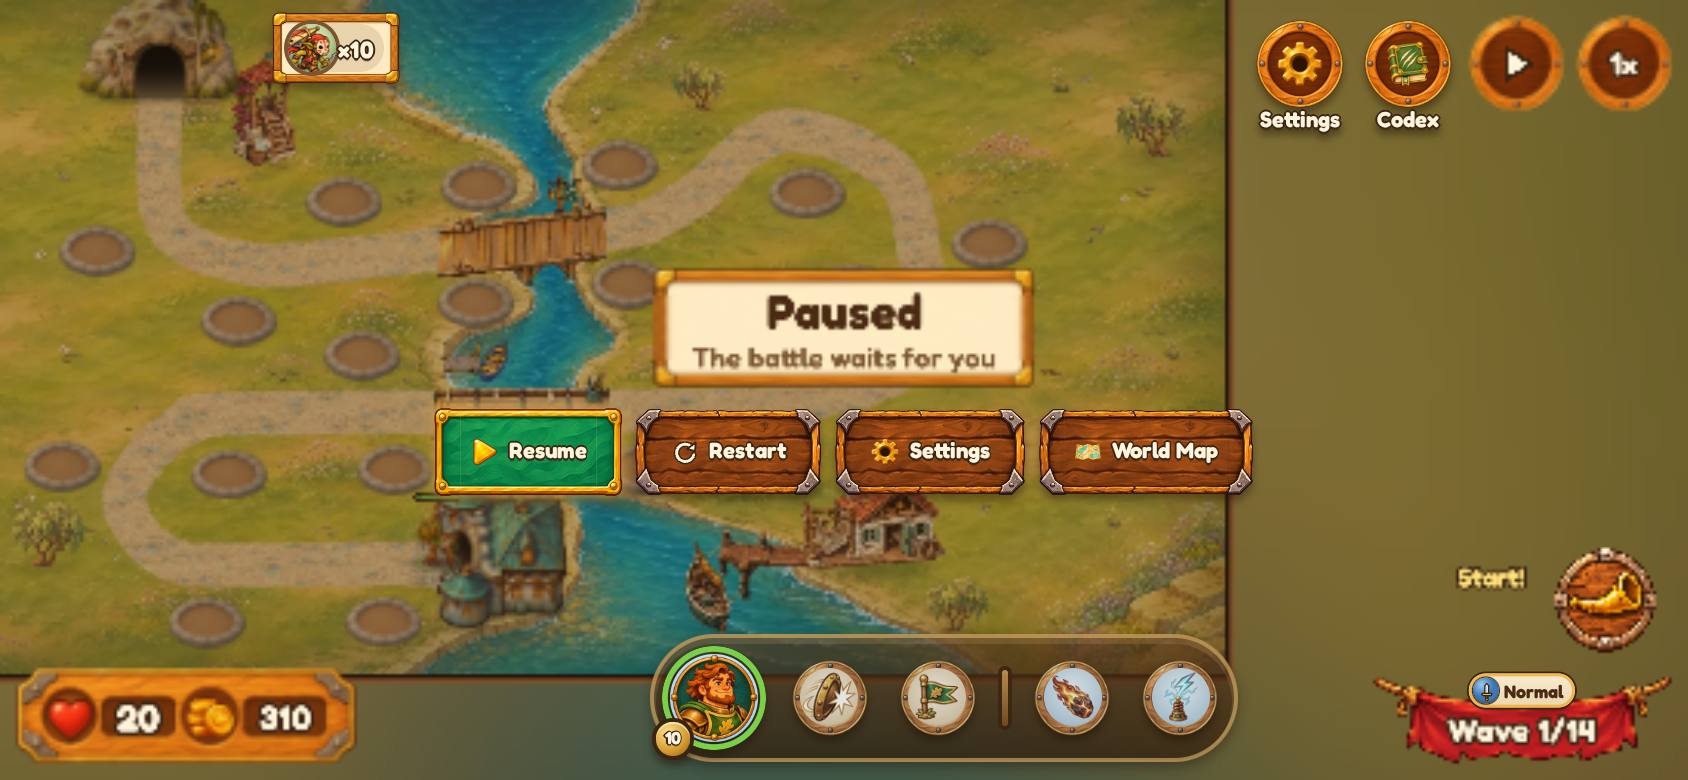 x10
1x
Settings
Codex
Paused
The battle waits for you
Resume
Restart
Settings
World Map
Start!
20
310
10
Normal
Wave 1/14